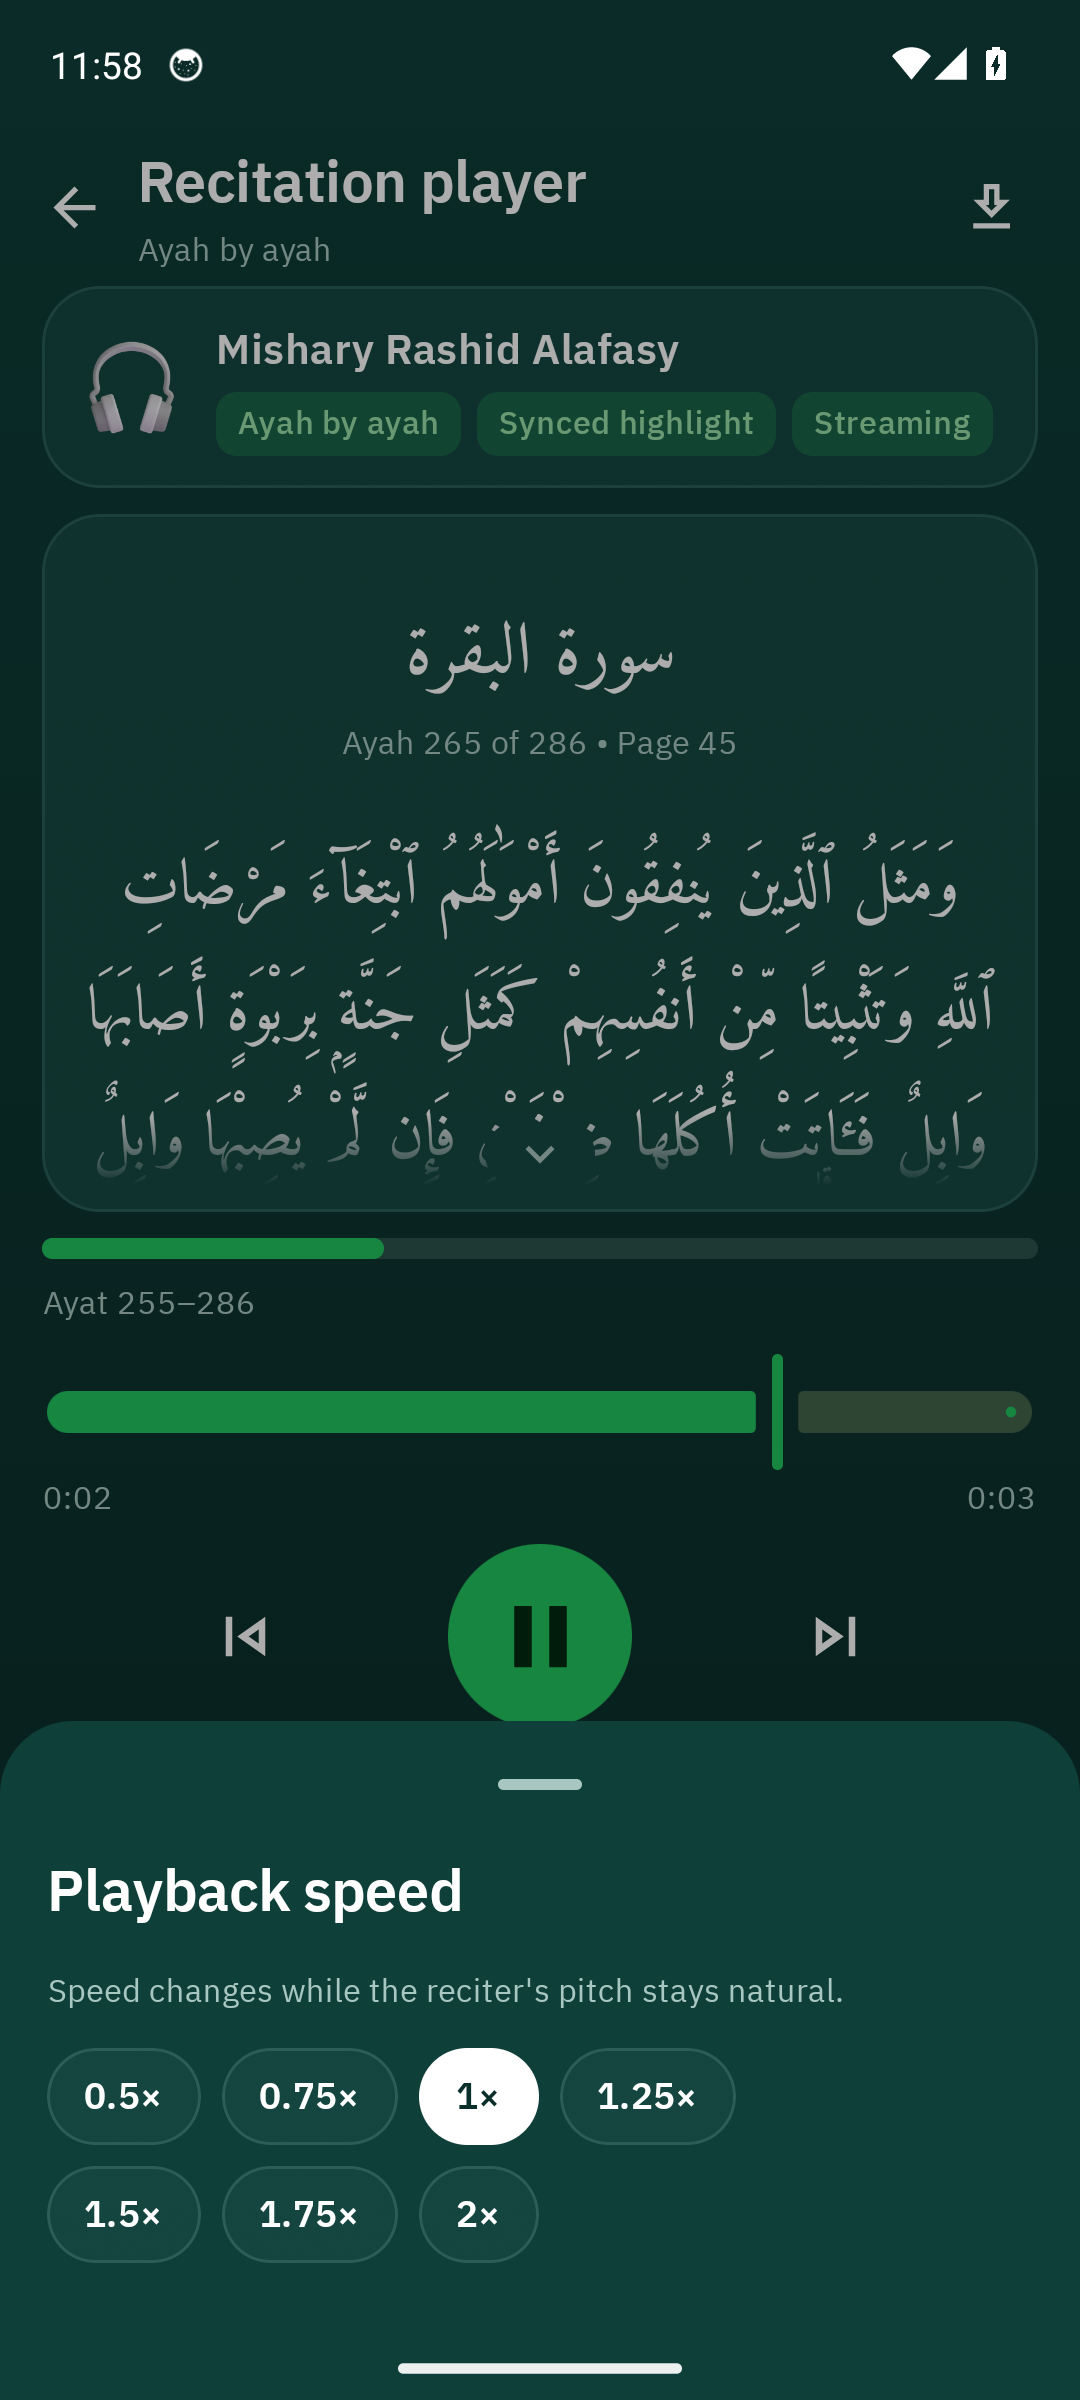 11:58
Recitation player
Ayah by ayah
Mishary Rashid Alafasy
Ayah by ayah
Synced highlight
Streaming
سورة البقرة
Ayah 265 of 286 • Page 45
وَمَثَلُ ٱلَّذِينَ يُنفِقُونَ أَمْوَٰلَهُمُ ٱبْتِغَآءَ مَرْضَاتِ
ٱللَّهِ وَتَثْبِيتًا مِّنْ أَنفُسِهِمْ كَمَثَلِ جَنَّةٍۭ بِرَبْوَةٍ أَصَابَهَا
وَابِلٌ فَـَٔاتَتْ أُكُلَهَا فَإِن لَّمْ يُصِبْهَا وَابِلٌ
Ayat 255–286
0:02
0:03
Playback speed
Speed changes while the reciter's pitch stays natural.
0.5×
0.75×
1×
1.25×
1.5×
1.75×
2×